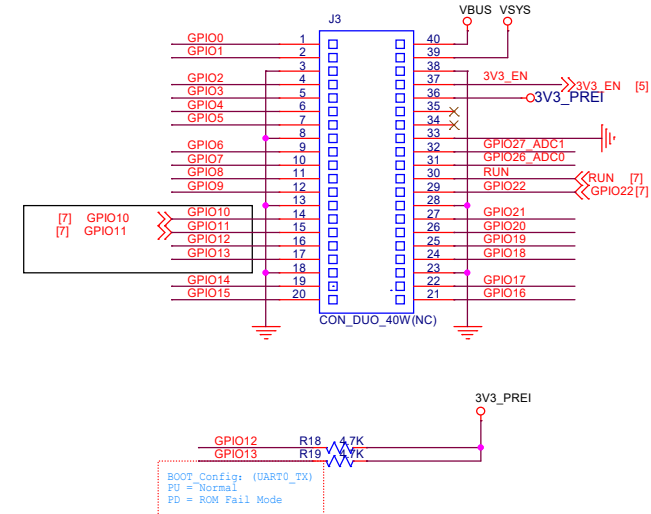 VBUS VSYS
J3
GPIO0 1 40
GPIO1 2 39
3 38
GPIO2 4 37 3V3_EN 3V3_EN [5]
GPIO3 5 36 3V3_PREI
GPIO4 6 35
GPIO5 7 34
8 33
GPIO6 9 32 GPIO27_ADC1
GPIO7 10 31 GPIO26_ADC0
GPIO8 11 30 RUN RUN [7]
GPIO9 12 29 GPIO22 GPIO22 [7]
13 28
[7] GPIO10 GPIO10 14 27 GPIO21
[7] GPIO11 GPIO11 15 26 GPIO20
GPIO12 16 25 GPIO19
GPIO13 17 24 GPIO18
18 23
GPIO14 19 22 GPIO17
GPIO15 20 21 GPIO16
CON_DUO_40W(NC)
3V3_PREI
GPIO12 R18 4.7K
GPIO13 R19 4.7K
BOOT_Config: (UART0_TX)
PU = Normal
PD = ROM Fail Mode